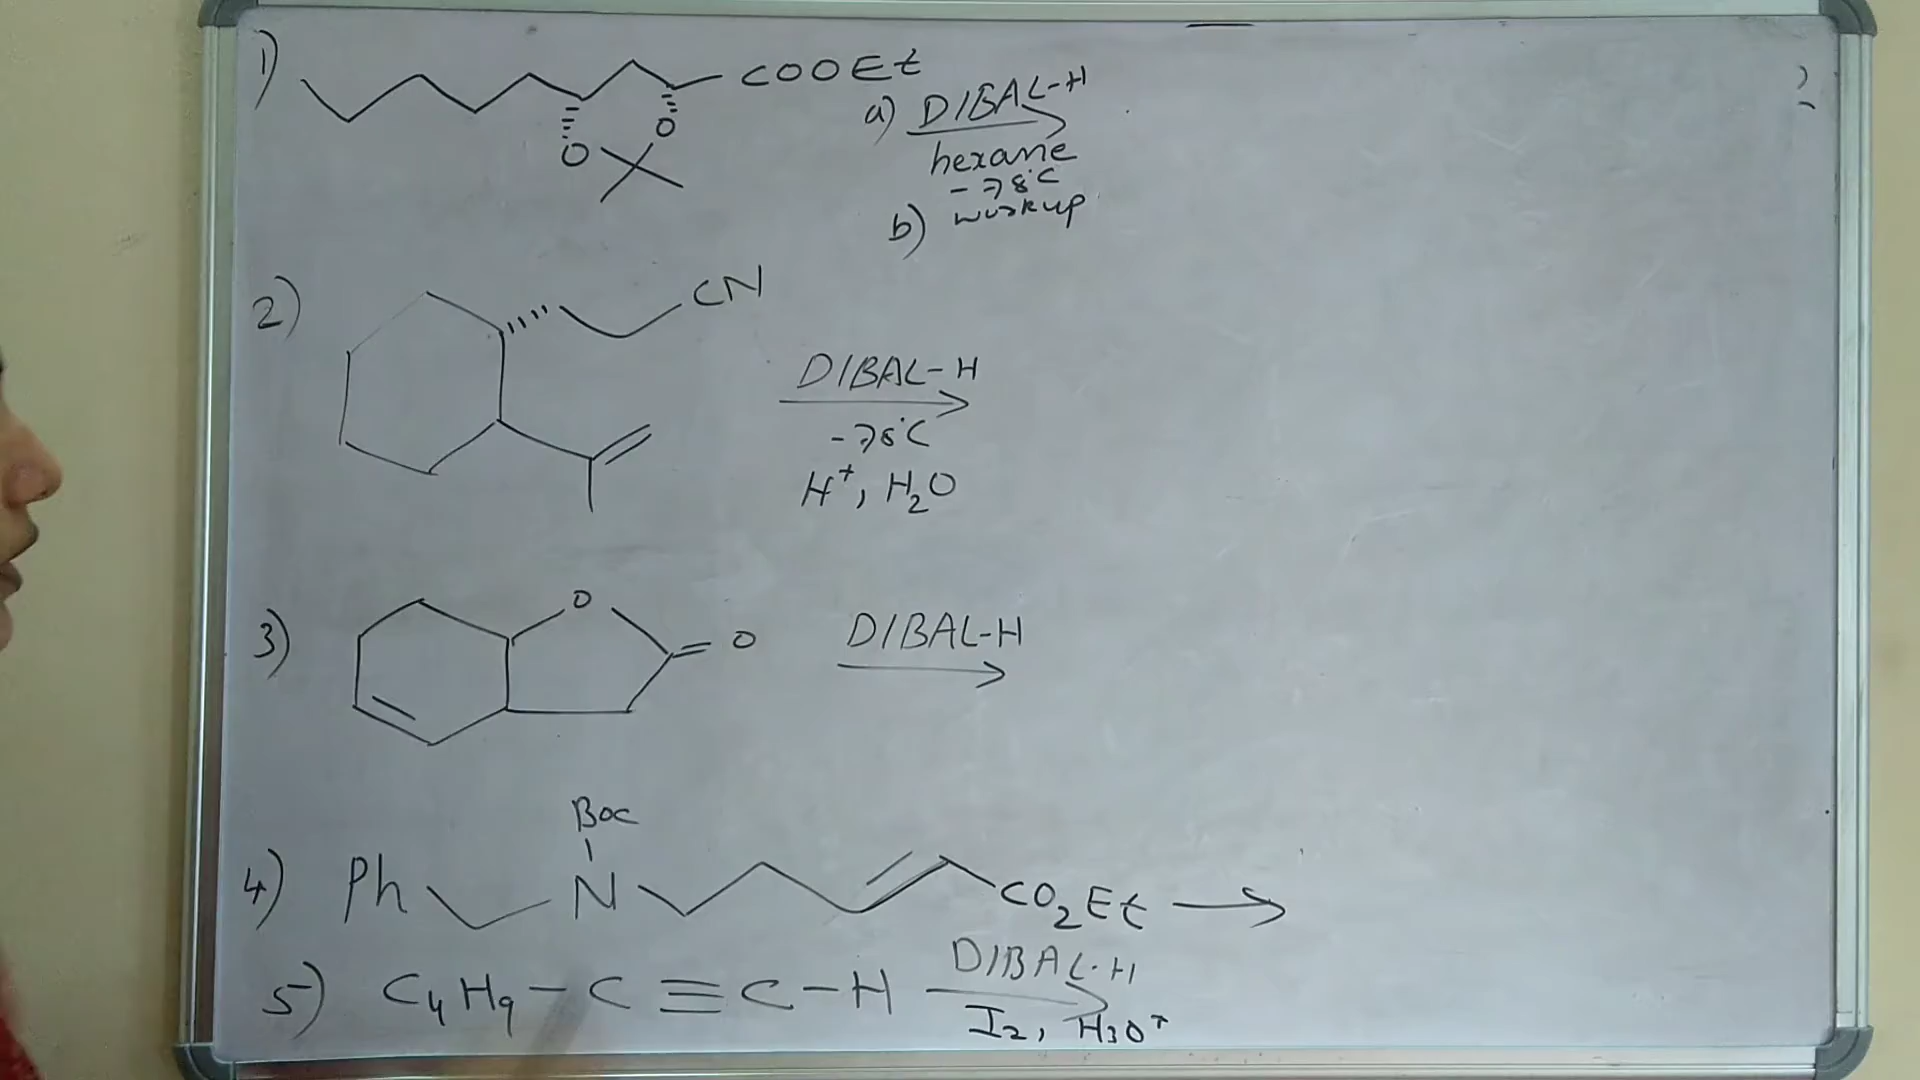 1)
COOEt
a) DIBAL-H
hexane
-78°C
b) workup
O
O
2)
CN
DIBAL-H
-78°C
H⁺, H₂O
3)
O
O
DIBAL-H
4) Ph
Boc
N
CO₂Et
5) C₄H₉-C≡C-H
DIBAL-H
I₂, H₃O⁺